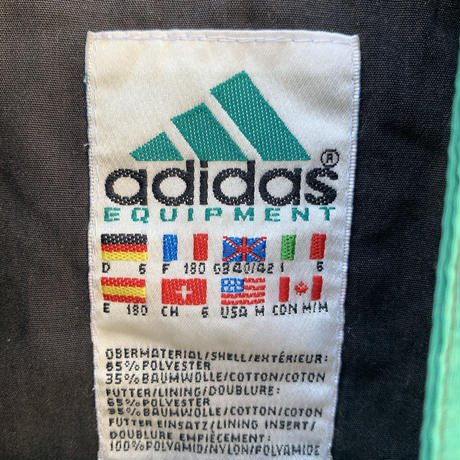 adidas®
EQUIPMENT
D 6 F 180 GB 40/42 I 6
E 180 CH 6 USA M CDN M/M
OBERMATERIAL/SHELL/EXTÉRIEUR:
65% POLYESTER
35% BAUMWOLLE/COTTON/COTON
FUTTER/LINING/DOUBLURE:
65% POLYESTER
35% BAUMWOLLE/COTTON/COTON
FUTTER EINSATZ/LINING INSERT/
DOUBLURE EMPIÈCEMENT:
100% POLYAMID/NYLON/POLYAMIDE